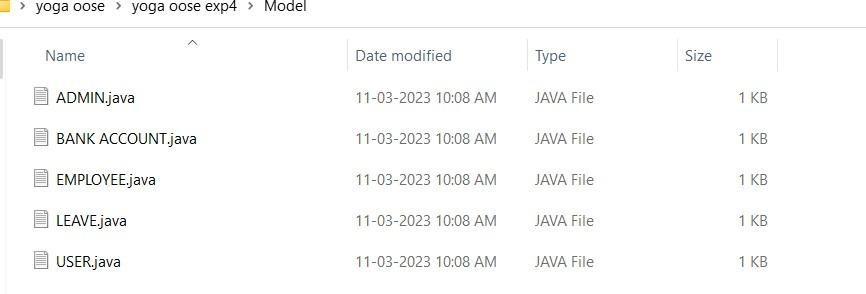 yoga oose > yoga oose exp4 > Model
Name Date modified Type Size
ADMIN.java 11-03-2023 10:08 AM JAVA File 1 KB
BANK ACCOUNT.java 11-03-2023 10:08 AM JAVA File 1 KB
EMPLOYEE.java 11-03-2023 10:08 AM JAVA File 1 KB
LEAVE.java 11-03-2023 10:08 AM JAVA File 1 KB
USER.java 11-03-2023 10:08 AM JAVA File 1 KB